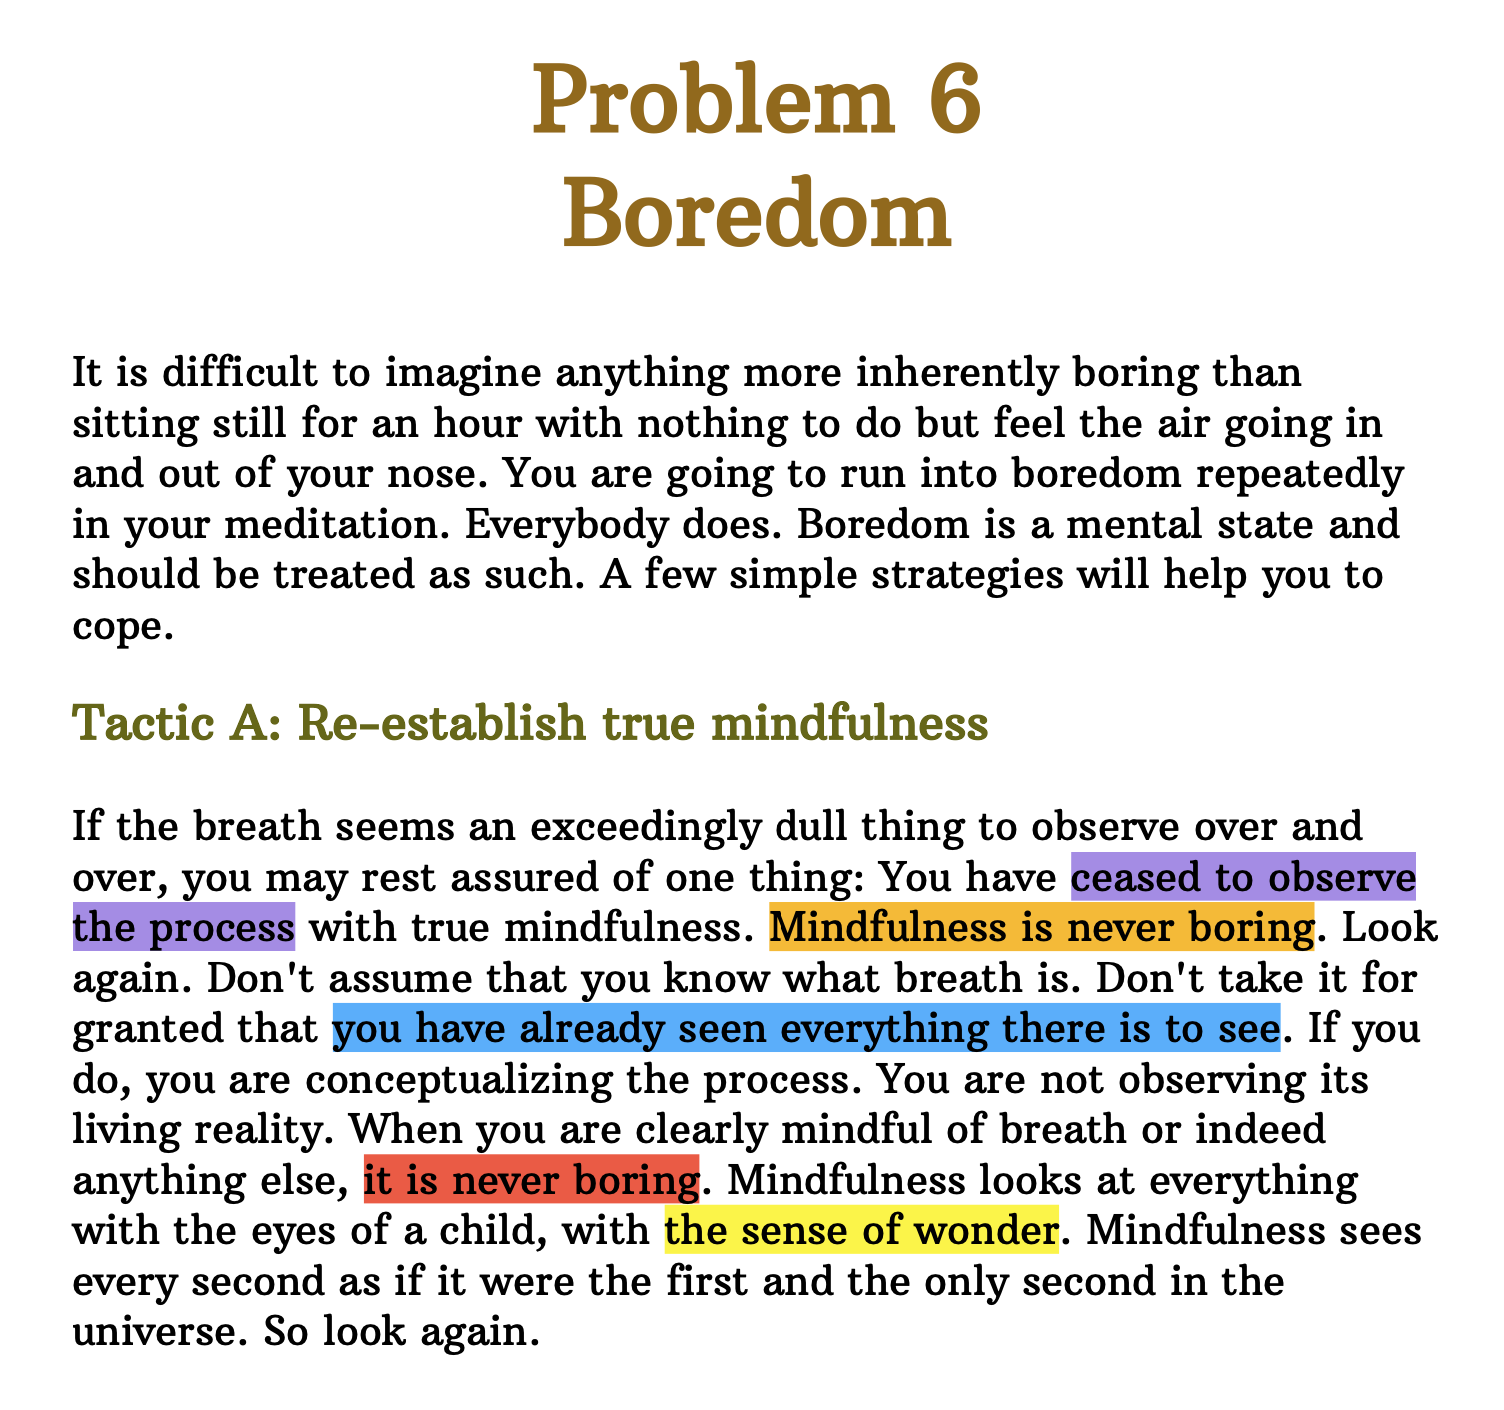 Problem 6
Boredom
It is difficult to imagine anything more inherently boring than
sitting still for an hour with nothing to do but feel the air going in
and out of your nose. You are going to run into boredom repeatedly
in your meditation. Everybody does. Boredom is a mental state and
should be treated as such. A few simple strategies will help you to
cope.
Tactic A: Re-establish true mindfulness
If the breath seems an exceedingly dull thing to observe over and
over, you may rest assured of one thing: You have ceased to observe
the process with true mindfulness. Mindfulness is never boring. Look
again. Don't assume that you know what breath is. Don't take it for
granted that you have already seen everything there is to see. If you
do, you are conceptualizing the process. You are not observing its
living reality. When you are clearly mindful of breath or indeed
anything else, it is never boring. Mindfulness looks at everything
with the eyes of a child, with the sense of wonder. Mindfulness sees
every second as if it were the first and the only second in the
universe. So look again.